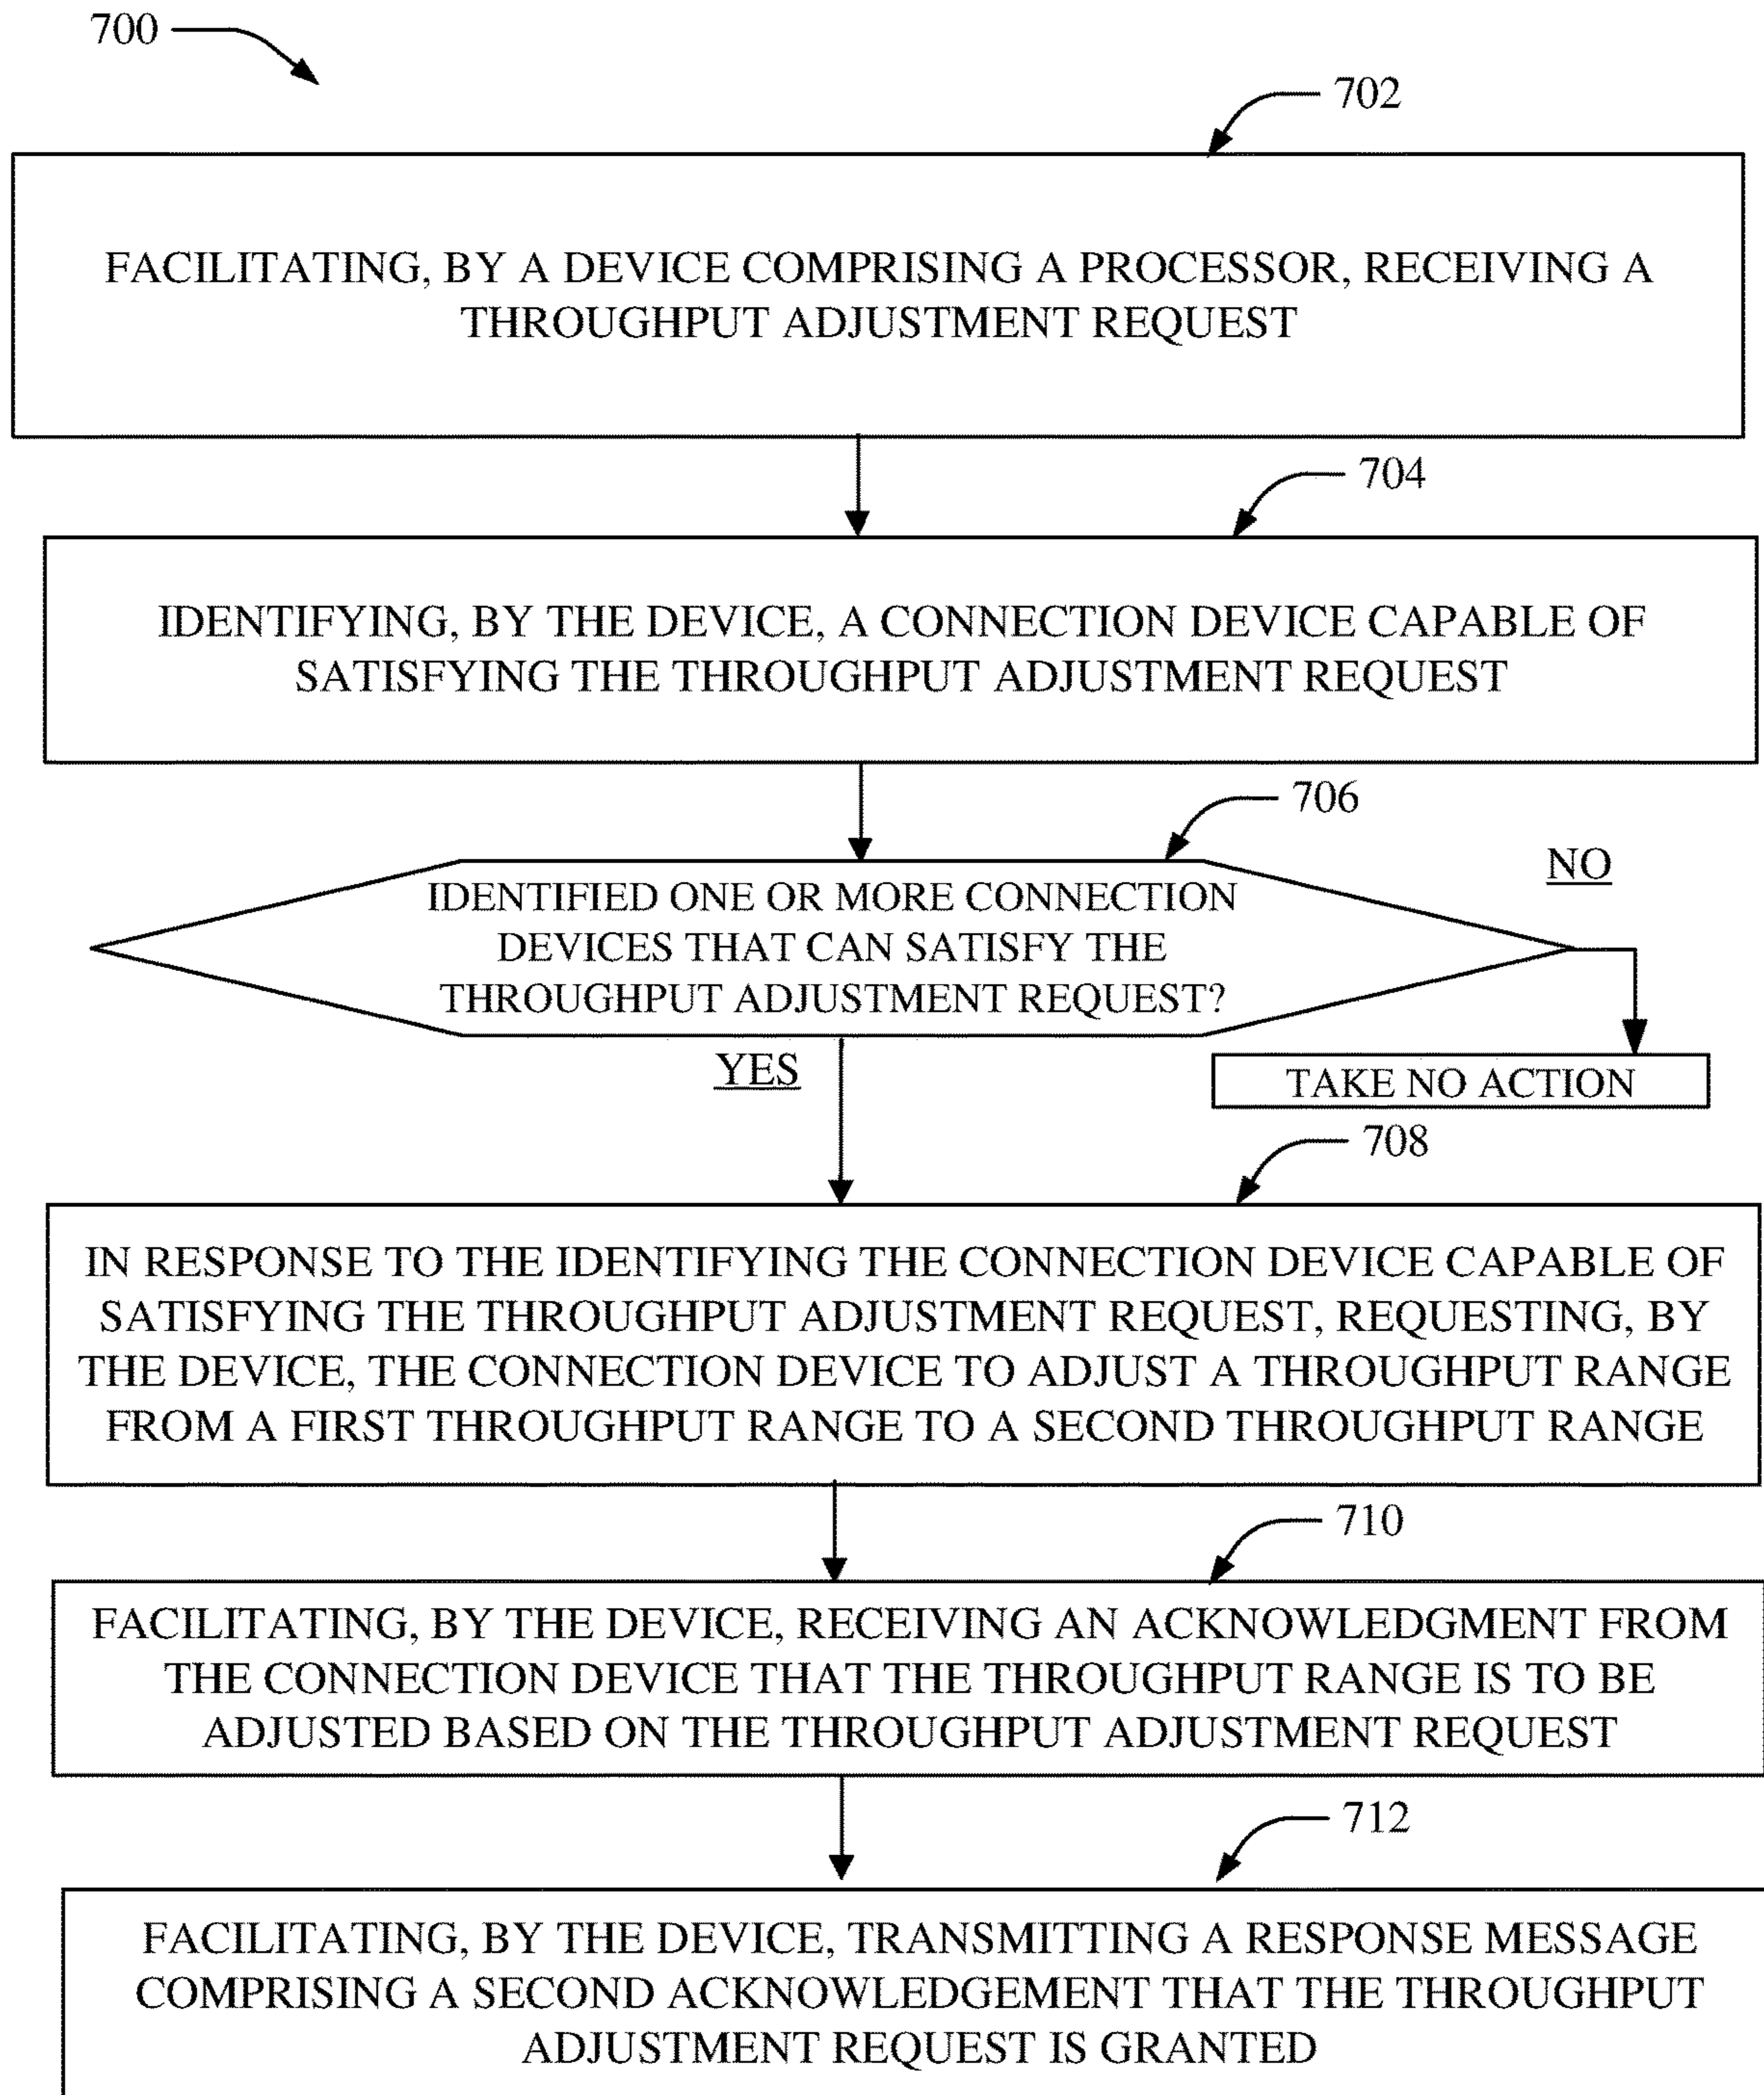 700
702
FACILITATING, BY A DEVICE COMPRISING A PROCESSOR, RECEIVING A
THROUGHPUT ADJUSTMENT REQUEST
704
IDENTIFYING, BY THE DEVICE, A CONNECTION DEVICE CAPABLE OF
SATISFYING THE THROUGHPUT ADJUSTMENT REQUEST
706
NO
IDENTIFIED ONE OR MORE CONNECTION
DEVICES THAT CAN SATISFY THE
THROUGHPUT ADJUSTMENT REQUEST?
YES
TAKE NO ACTION
708
IN RESPONSE TO THE IDENTIFYING THE CONNECTION DEVICE CAPABLE OF
SATISFYING THE THROUGHPUT ADJUSTMENT REQUEST, REQUESTING, BY
THE DEVICE, THE CONNECTION DEVICE TO ADJUST A THROUGHPUT RANGE
FROM A FIRST THROUGHPUT RANGE TO A SECOND THROUGHPUT RANGE
710
FACILITATING, BY THE DEVICE, RECEIVING AN ACKNOWLEDGMENT FROM
THE CONNECTION DEVICE THAT THE THROUGHPUT RANGE IS TO BE
ADJUSTED BASED ON THE THROUGHPUT ADJUSTMENT REQUEST
712
FACILITATING, BY THE DEVICE, TRANSMITTING A RESPONSE MESSAGE
COMPRISING A SECOND ACKNOWLEDGEMENT THAT THE THROUGHPUT
ADJUSTMENT REQUEST IS GRANTED